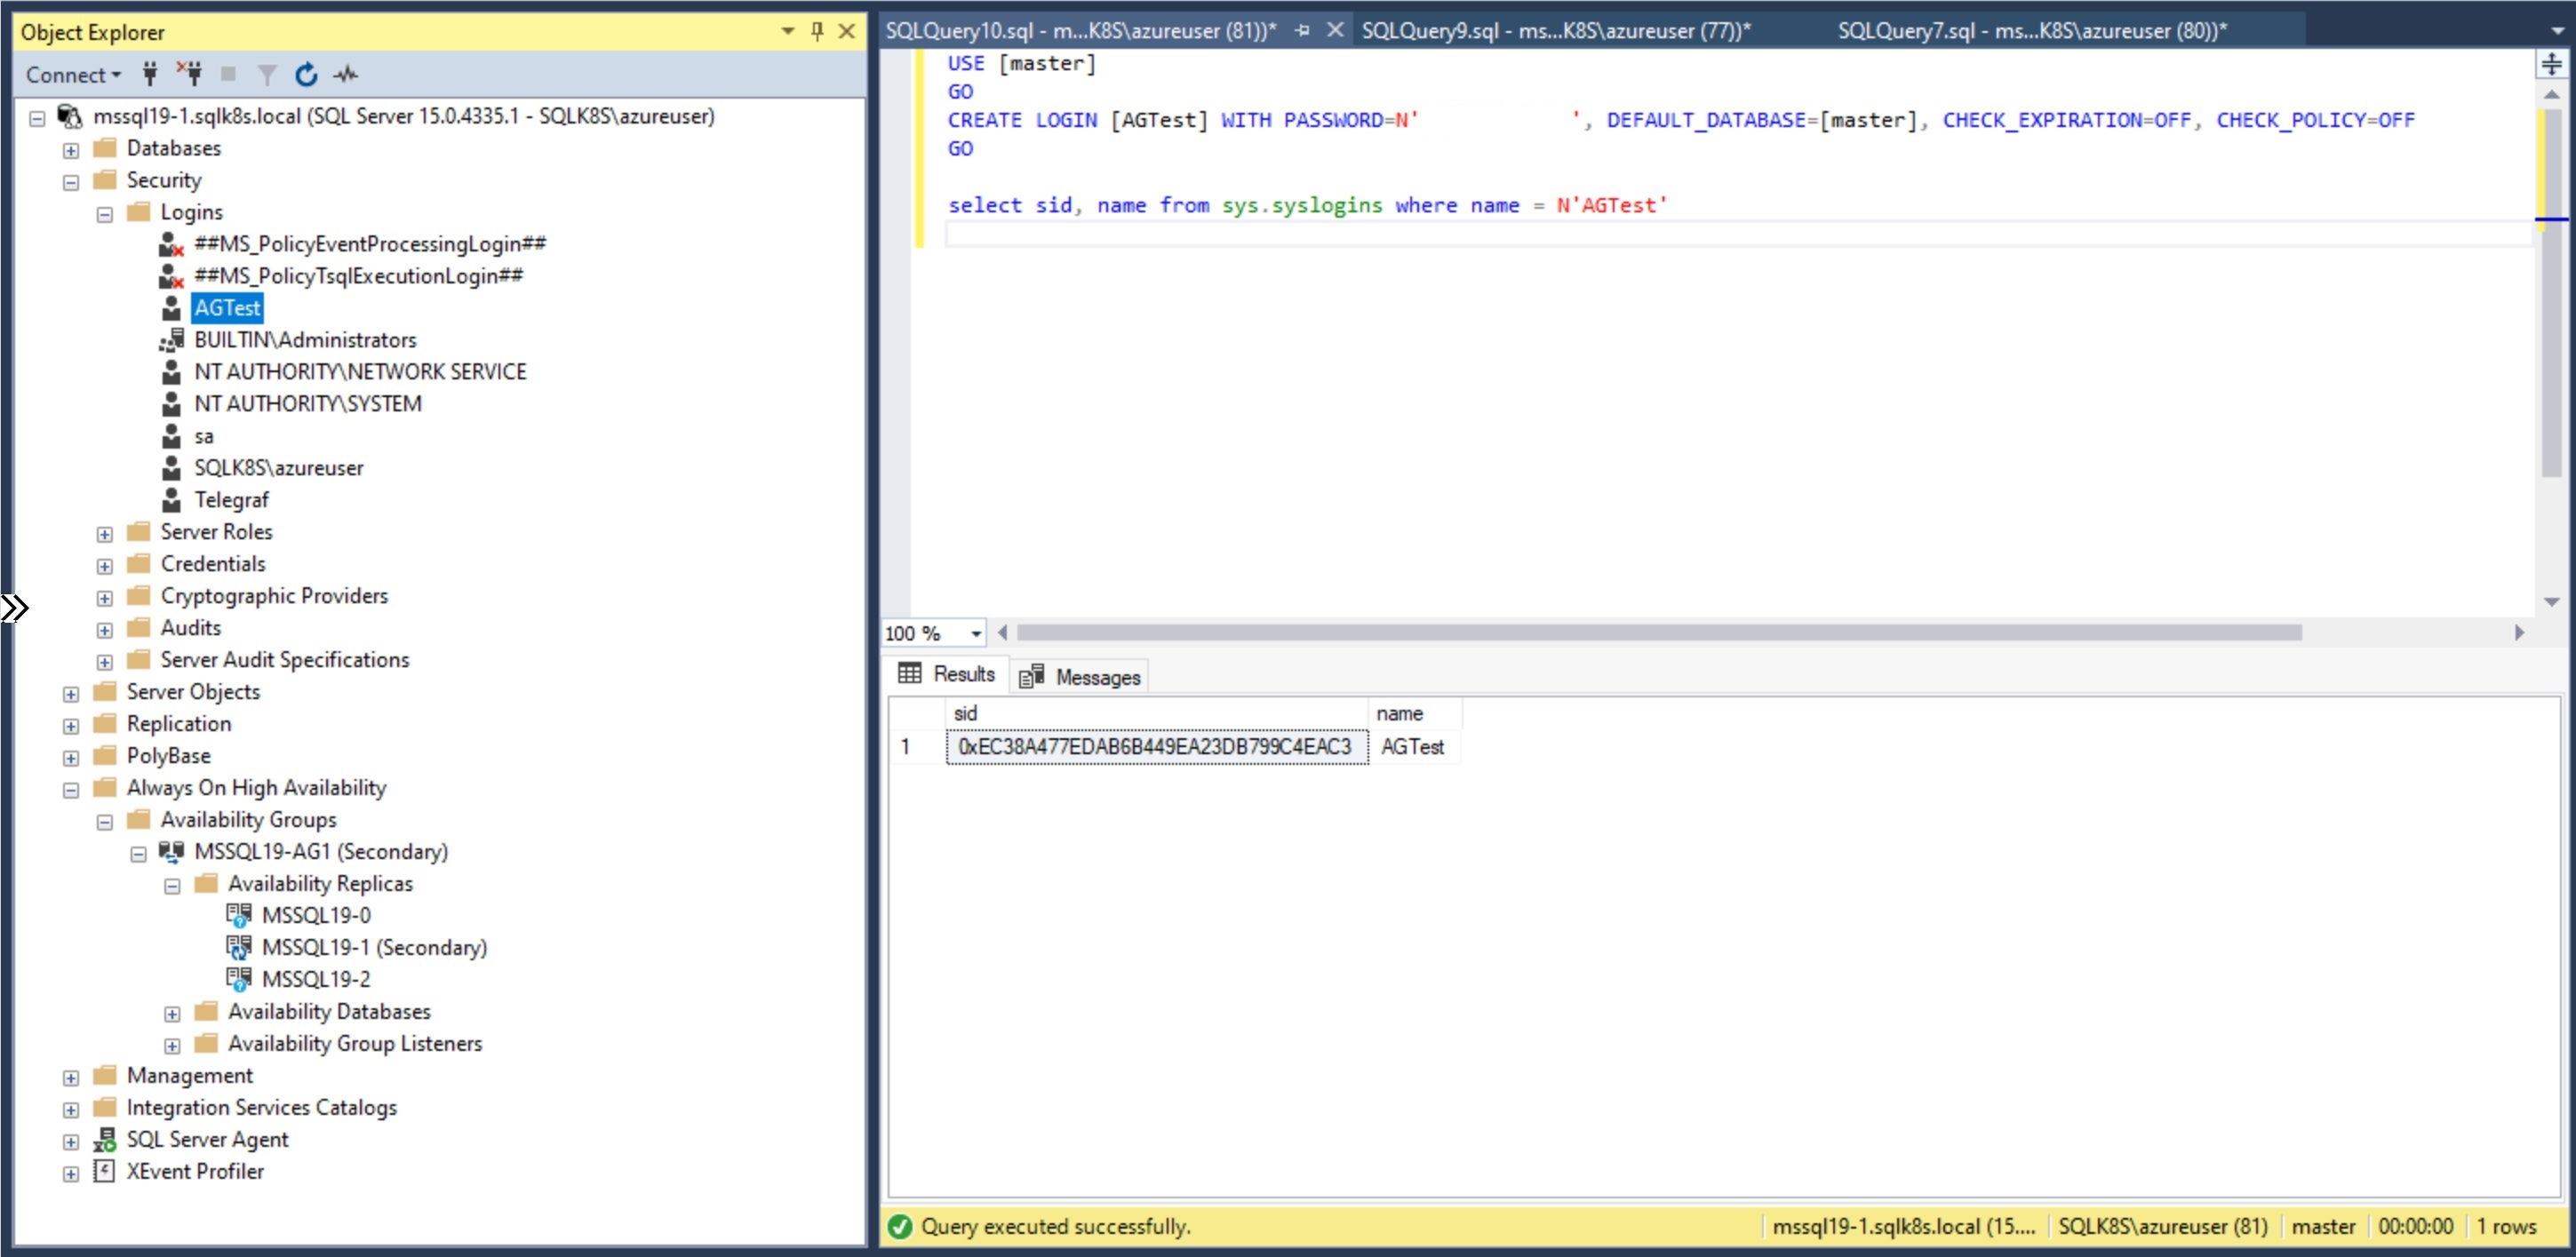 Object Explorer
Connect
mssql19-1.sqlk8s.local (SQL Server 15.0.4335.1 - SQLK8S\azureuser)
Databases
Security
Logins
##MS_PolicyEventProcessingLogin##
##MS_PolicyTsqlExecutionLogin##
AGTest
BUILTIN\Administrators
NT AUTHORITY\NETWORK SERVICE
NT AUTHORITY\SYSTEM
sa
SQLK8S\azureuser
Telegraf
Server Roles
Credentials
Cryptographic Providers
Audits
Server Audit Specifications
Server Objects
Replication
PolyBase
Always On High Availability
Availability Groups
MSSQL19-AG1 (Secondary)
Availability Replicas
MSSQL19-0
MSSQL19-1 (Secondary)
MSSQL19-2
Availability Databases
Availability Group Listeners
Management
Integration Services Catalogs
SQL Server Agent
XEvent Profiler
SQLQuery10.sql - m...K8S\azureuser (81))* SQLQuery9.sql - ms...K8S\azureuser (77))* SQLQuery7.sql - ms...K8S\azureuser (80))*
USE [master]
GO
CREATE LOGIN [AGTest] WITH PASSWORD=N' ', DEFAULT_DATABASE=[master], CHECK_EXPIRATION=OFF, CHECK_POLICY=OFF
GO
select sid, name from sys.syslogins where name = N'AGTest'
100 %
Results Messages
sid name
1 0xEC38A477EDAB6B449EA23DB799C4EAC3 AGTest
Query executed successfully. mssql19-1.sqlk8s.local (15.... SQLK8S\azureuser (81) master 00:00:00 1 rows